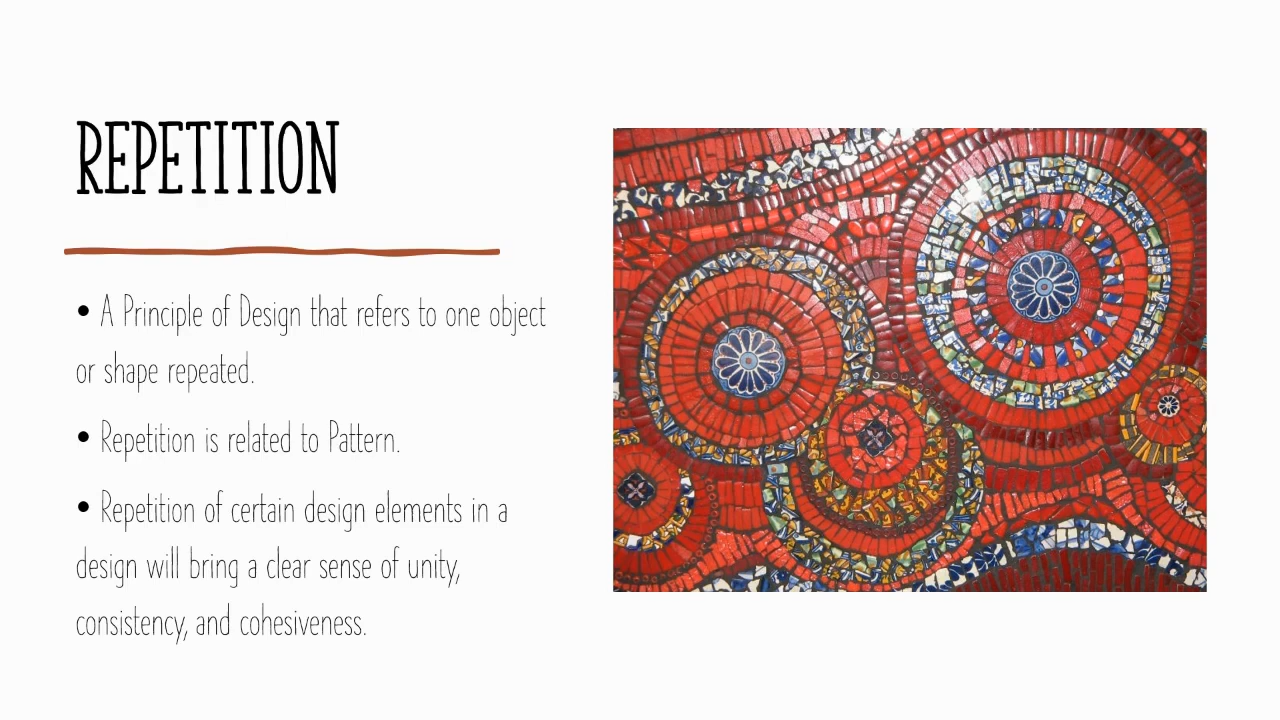 REPETITION
• A Principle of Design that refers to one object
or shape repeated.
• Repetition is related to Pattern.
• Repetition of certain design elements in a
design will bring a clear sense of unity,
consistency, and cohesiveness.